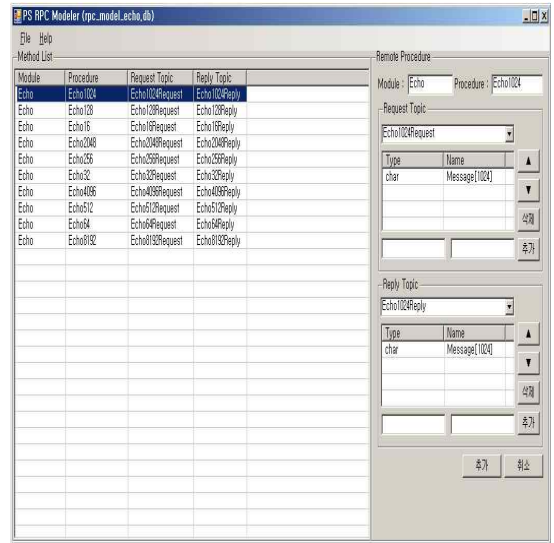 PS RPC Modeler (rpc_model_echo.db)
File Help
Method List
Module Procedure Request Topic Reply Topic
Echo Echo1024 Echo1024Request Echo1024Reply
Echo Echo128 Echo128Request Echo128Reply
Echo Echo16 Echo16Request Echo16Reply
Echo Echo2048 Echo2048Request Echo2048Reply
Echo Echo256 Echo256Request Echo256Reply
Echo Echo32 Echo32Request Echo32Reply
Echo Echo4096 Echo4096Request Echo4096Reply
Echo Echo512 Echo512Request Echo512Reply
Echo Echo64 Echo64Request Echo64Reply
Echo Echo8192 Echo8192Request Echo8192Reply
Remote Procedure
Module : Echo Procedure : Echo1024
Request Topic
Echo1024Request
Type Name
char Message[1024]
삭제
추가
Reply Topic
Echo1024Reply
Type Name
char Message[1024]
삭제
추가
추가 취소